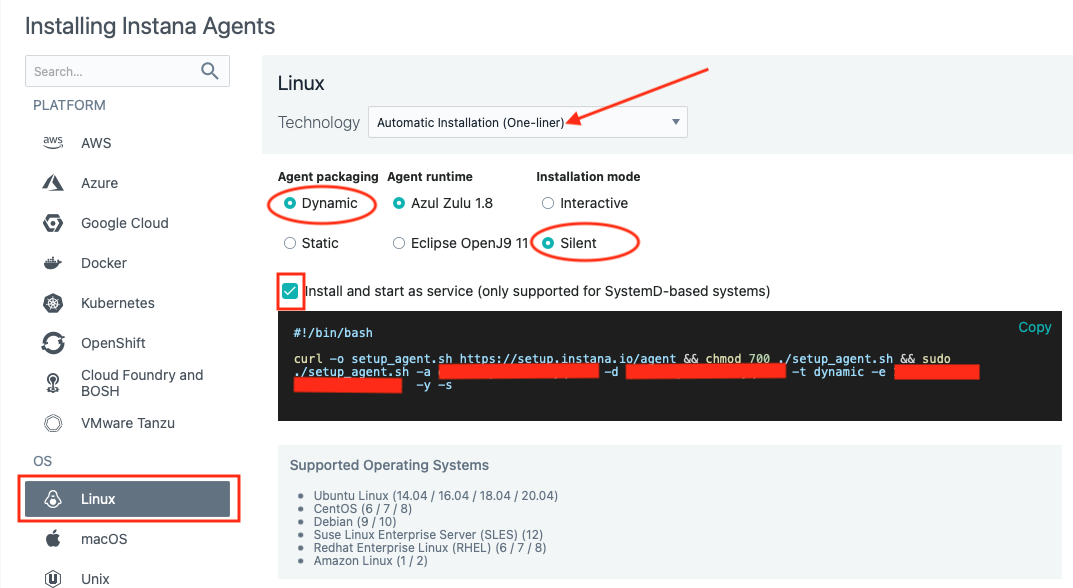 Installing Instana Agents
Search...
PLATFORM
aws AWS
Azure
Google Cloud
Docker
Kubernetes
OpenShift
Cloud Foundry and
BOSH
VMware Tanzu
OS
Linux
macOS
Unix
Linux
Technology Automatic Installation (One-liner)
Agent packaging Agent runtime Installation mode
Dynamic Azul Zulu 1.8 Interactive
Static Eclipse OpenJ9 11 Silent
Install and start as service (only supported for SystemD-based systems)
Copy
#!/bin/bash
curl -o setup_agent.sh https://setup.instana.io/agent && chmod 700 ./setup_agent.sh && sudo
./setup_agent.sh -a -d -t dynamic -e
-y -s
Supported Operating Systems
• Ubuntu Linux (14.04 / 16.04 / 18.04 / 20.04)
• CentOS (6 / 7 / 8)
• Debian (9 / 10)
• Suse Linux Enterprise Server (SLES) (12)
• Redhat Enterprise Linux (RHEL) (6 / 7 / 8)
• Amazon Linux (1 / 2)